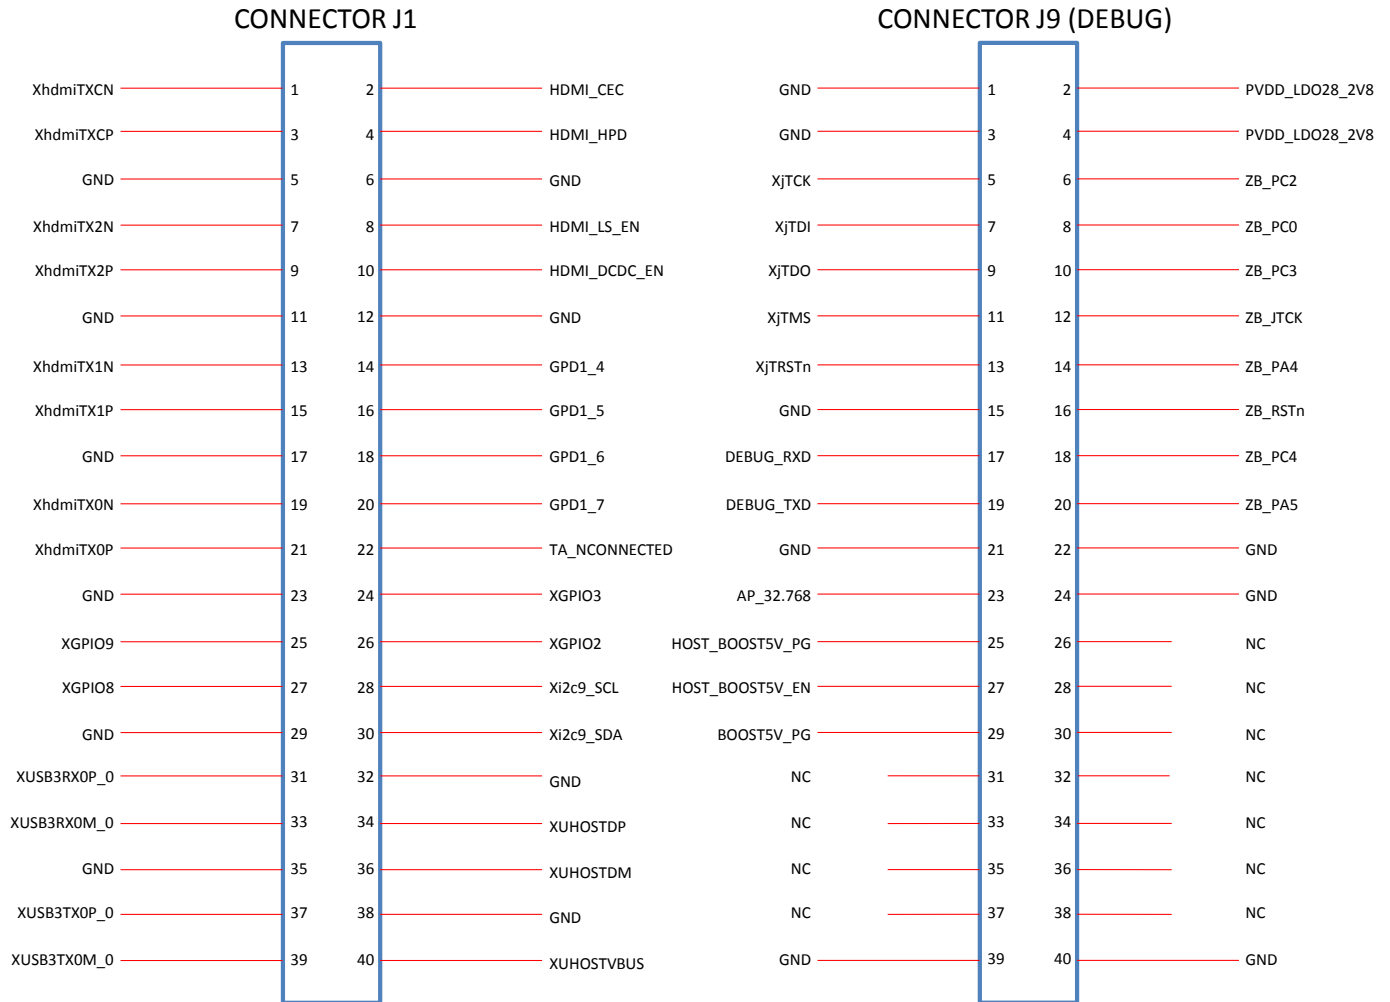 CONNECTOR J1 CONNECTOR J9 (DEBUG)
XhdmiTXCN 1 2 HDMI_CEC GND 1 2 PVDD_LDO28_2V8
XhdmiTXCP 3 4 HDMI_HPD GND 3 4 PVDD_LDO28_2V8
GND 5 6 GND XjTCK 5 6 ZB_PC2
XhdmiTX2N 7 8 HDMI_LS_EN XjTDI 7 8 ZB_PC0
XhdmiTX2P 9 10 HDMI_DCDC_EN XjTDO 9 10 ZB_PC3
GND 11 12 GND XjTMS 11 12 ZB_JTCK
XhdmiTX1N 13 14 GPD1_4 XjTRSTn 13 14 ZB_PA4
XhdmiTX1P 15 16 GPD1_5 GND 15 16 ZB_RSTn
GND 17 18 GPD1_6 DEBUG_RXD 17 18 ZB_PC4
XhdmiTX0N 19 20 GPD1_7 DEBUG_TXD 19 20 ZB_PA5
XhdmiTX0P 21 22 TA_NCONNECTED GND 21 22 GND
GND 23 24 XGPIO3 AP_32.768 23 24 GND
XGPIO9 25 26 XGPIO2 HOST_BOOST5V_PG 25 26 NC
XGPIO8 27 28 Xi2c9_SCL HOST_BOOST5V_EN 27 28 NC
GND 29 30 Xi2c9_SDA BOOST5V_PG 29 30 NC
XUSB3RX0P_0 31 32 GND NC 31 32 NC
XUSB3RX0M_0 33 34 XUHOSTDP NC 33 34 NC
GND 35 36 XUHOSTDM NC 35 36 NC
XUSB3TX0P_0 37 38 GND NC 37 38 NC
XUSB3TX0M_0 39 40 XUHOSTVBUS GND 39 40 GND